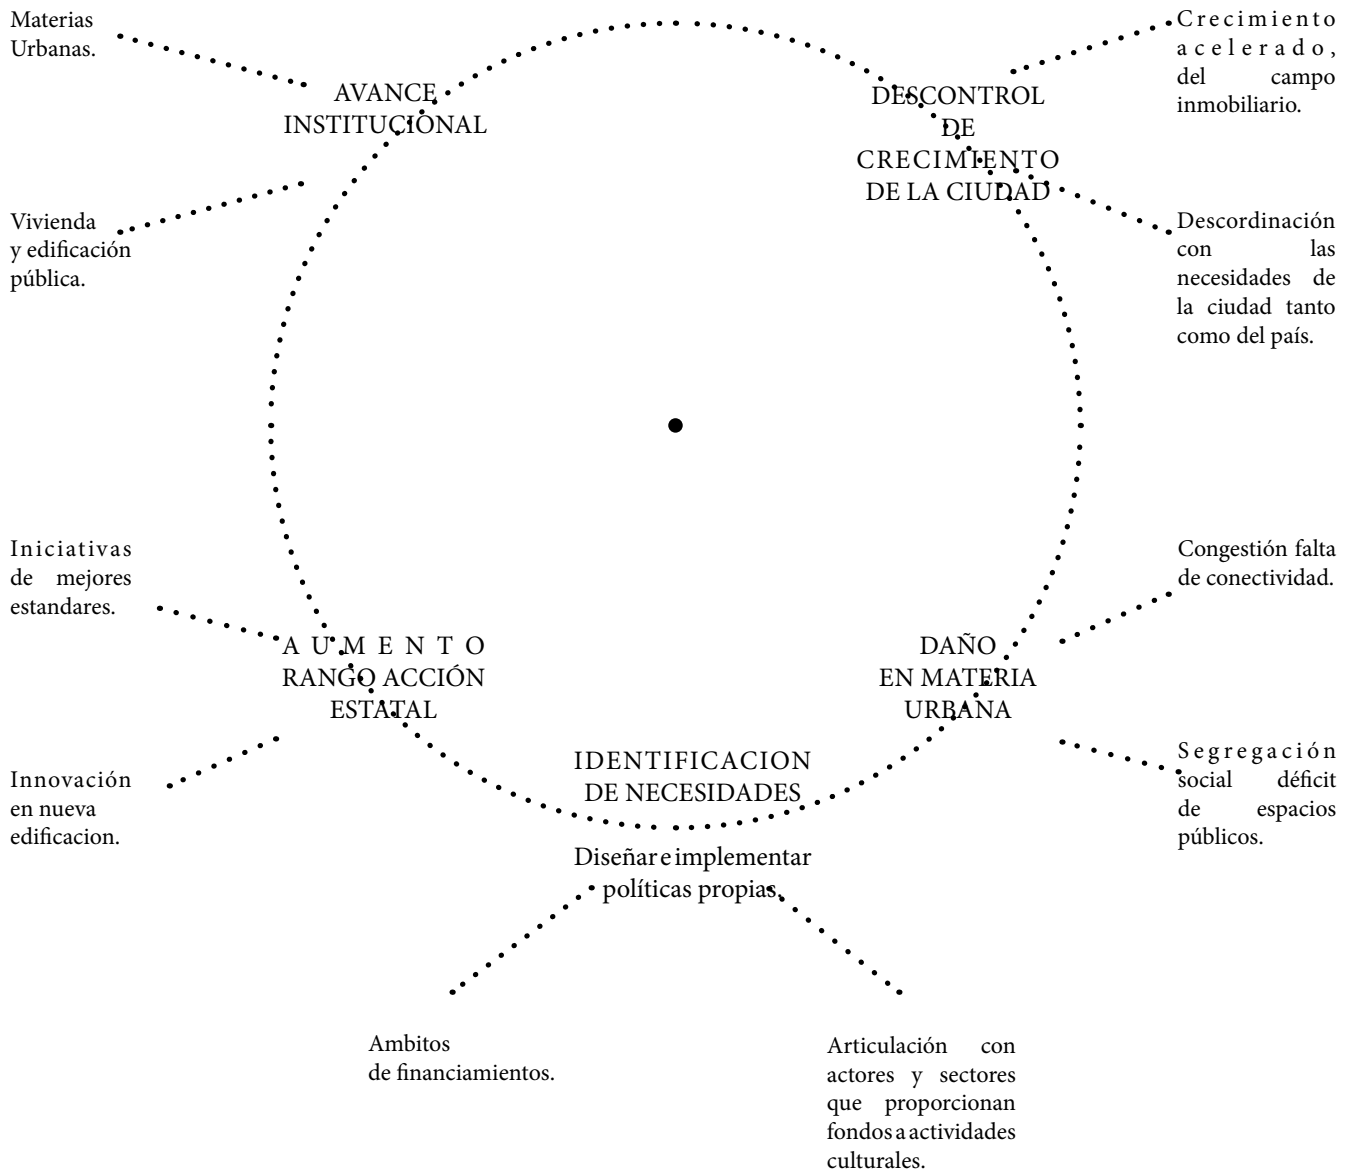 Materias
Urbanas.
AVANCE
INSTITUCIONAL
Vivienda
y edificación
pública.
DESCONTROL
DE
CRECIMIENTO
DE LA CIUDAD
Crecimiento
acelerado,
del campo
inmobiliario.
Descordinación
con las
necesidades de
la ciudad tanto
como del país.
Iniciativas
de mejores
estandares.
AUMENTO
RANGO ACCIÓN
ESTATAL
Innovación
en nueva
edificacion.
DAÑO
EN MATERIA
URBANA
Congestión falta
de conectividad.
Segregación
social déficit
de espacios
públicos.
IDENTIFICACION
DE NECESIDADES
Diseñar e implementar
políticas propias.
Ambitos
de financiamientos.
Articulación con
actores y sectores
que proporcionan
fondos a actividades
culturales.